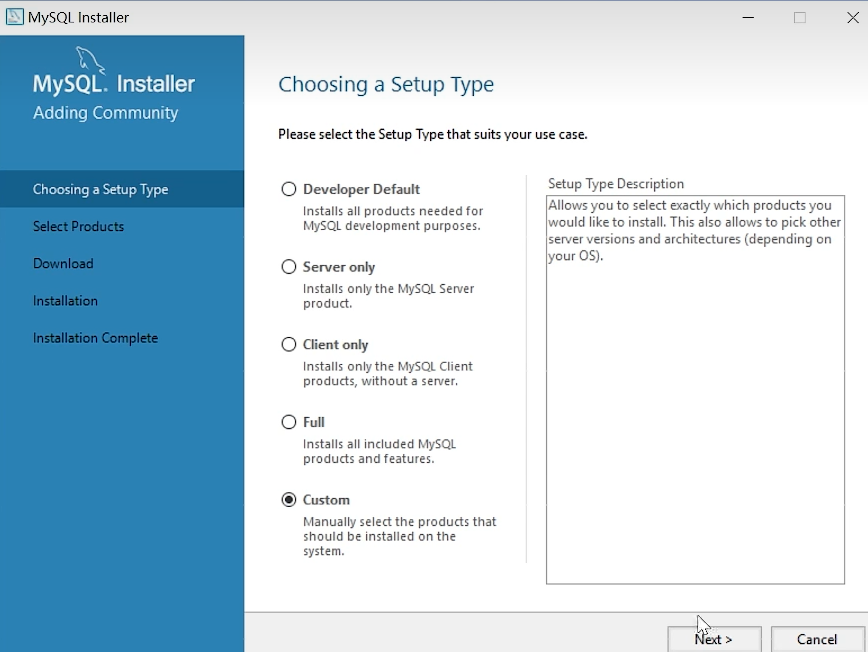 MySQL Installer
MySQL. Installer
Adding Community
Choosing a Setup Type
Select Products
Download
Installation
Installation Complete
Choosing a Setup Type
Please select the Setup Type that suits your use case.
Developer Default
Installs all products needed for
MySQL development purposes.
Server only
Installs only the MySQL Server
product.
Client only
Installs only the MySQL Client
products, without a server.
Full
Installs all included MySQL
products and features.
Custom
Manually select the products that
should be installed on the
system.
Setup Type Description
Allows you to select exactly which products you
would like to install. This also allows to pick other
server versions and architectures (depending on
your OS).
Next >
Cancel